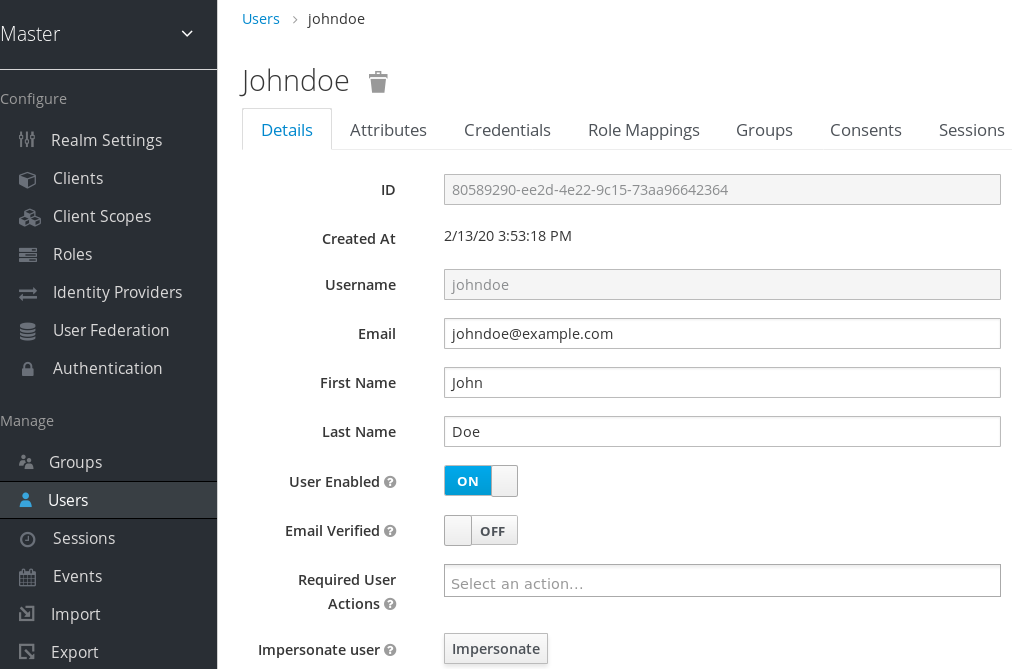 Master
Configure
Realm Settings
Clients
Client Scopes
Roles
Identity Providers
User Federation
Authentication
Manage
Groups
Users
Sessions
Events
Import
Export
Users > johndoe
Johndoe
Details Attributes Credentials Role Mappings Groups Consents Sessions
ID 80589290-ee2d-4e22-9c15-73aa96642364
Created At 2/13/20 3:53:18 PM
Username johndoe
Email johndoe@example.com
First Name John
Last Name Doe
User Enabled ON
Email Verified OFF
Required User Select an action...
Actions
Impersonate user Impersonate